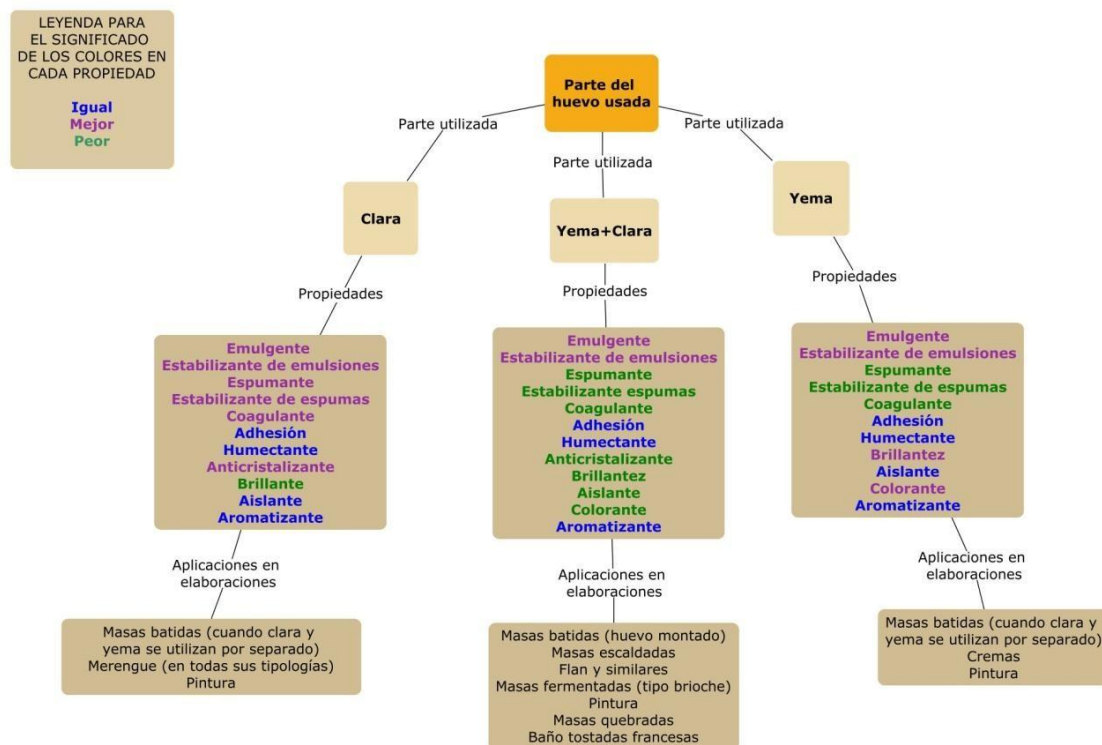 LEYENDA PARA
EL SIGNIFICADO
DE LOS COLORES EN
CADA PROPIEDAD
Igual
Mejor
Peor
Parte del
huevo usada
Parte utilizada
Parte utilizada
Parte utilizada
Clara
Yema+Clara
Yema
Propiedades
Propiedades
Propiedades
Emulgente
Estabilizante de emulsiones
Espumante
Estabilizante de espumas
Coagulante
Adhesión
Humectante
Anticristalizante
Brillante
Aislante
Aromatizante
Emulgente
Estabilizante de emulsiones
Espumante
Estabilizante espumas
Coagulante
Adhesión
Humectante
Anticristalizante
Brillantez
Aislante
Colorante
Aromatizante
Emulgente
Estabilizante de emulsiones
Espumante
Estabilizante de espumas
Coagulante
Adhesión
Humectante
Brillantez
Aislante
Colorante
Aromatizante
Aplicaciones en
elaboraciones
Aplicaciones en
elaboraciones
Aplicaciones en
elaboraciones
Masas batidas (cuando clara y
yema se utilizan por separado)
Merengue (en todas sus tipologías)
Pintura
Masas batidas (huevo montado)
Masas escaldadas
Flan y similares
Masas fermentadas (tipo brioche)
Pintura
Masas quebradas
Baño tostadas francesas
Masas batidas (cuando clara y
yema se utilizan por separado)
Cremas
Pintura